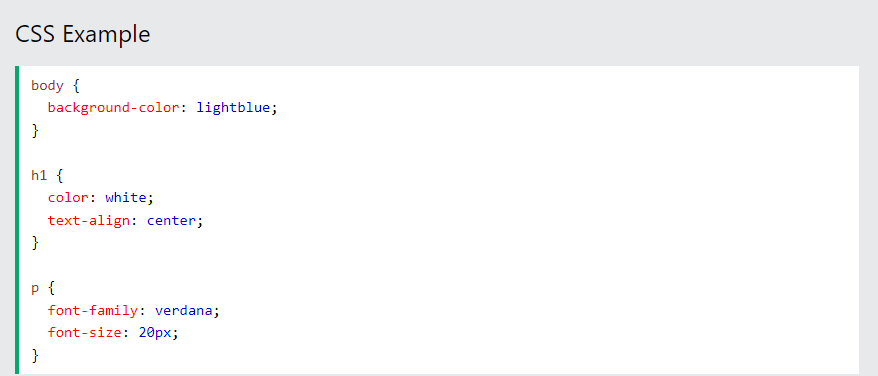 CSS Example
body {
  background-color: lightblue;
}
h1 {
  color: white;
  text-align: center;
}
p {
  font-family: verdana;
  font-size: 20px;
}